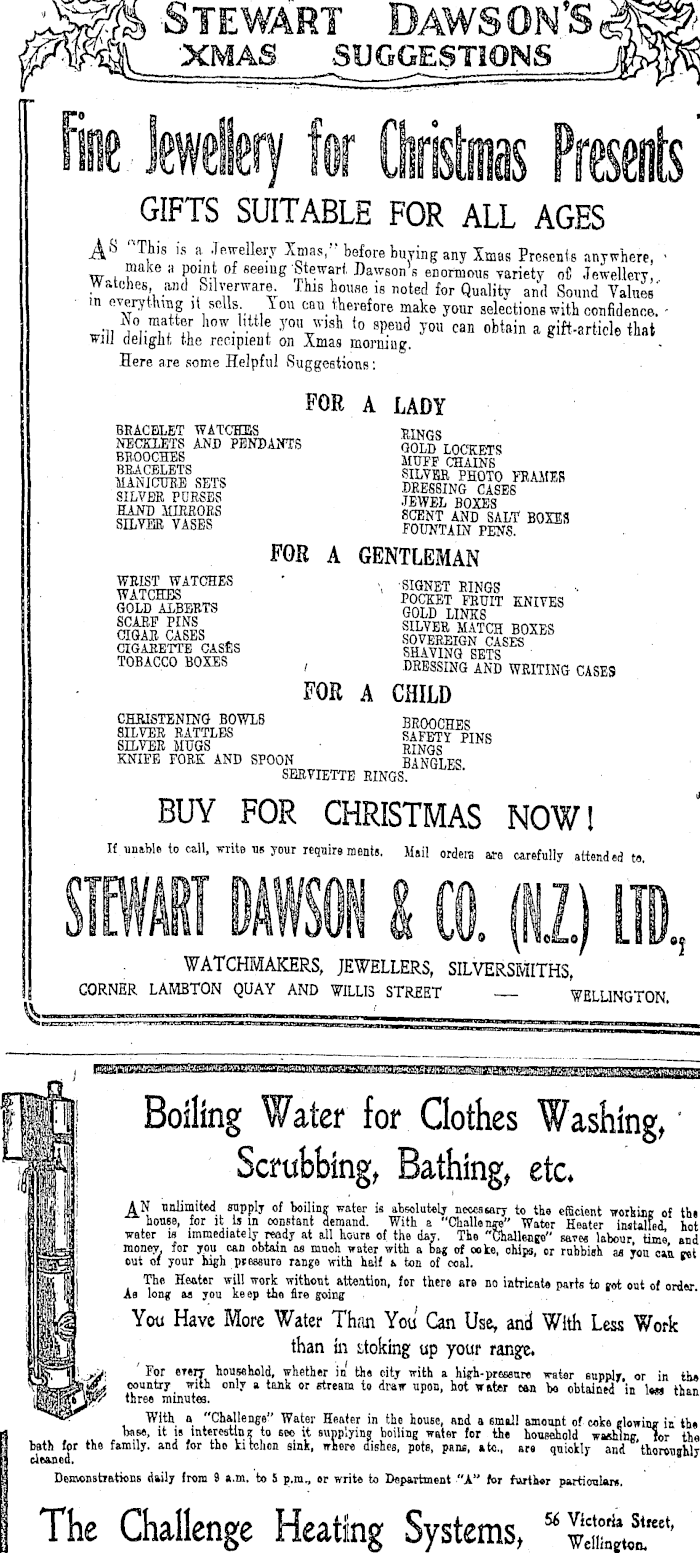 STEWART DAWSON'S
XMAS SUGGESTIONS
Fine Jewellery for Christmas Presents
GIFTS SUITABLE FOR ALL AGES
AS "This is a Jewellery Xmas," before buying any Xmas Presents anywhere,
make a point of seeing Stewart Dawson's enormous variety of Jewellery,
Watches, and Silverware. This house is noted for Quality and Sound Values
in everything it sells. You can therefore make your selections with confidence.
No matter how little you wish to spend you can obtain a gift-article that
will delight the recipient on Xmas morning.
Here are some Helpful Suggestions:
FOR A LADY
BRACELET WATCHES
NECKLETS AND PENDANTS
BROOCHES
BRACELETS
MANICURE SETS
SILVER PURSES
HAND MIRRORS
SILVER VASES
RINGS
GOLD LOCKETS
MUFF CHAINS
SILVER PHOTO FRAMES
DRESSING CASES
JEWEL BOXES
SCENT AND SALT BOXES
FOUNTAIN PENS.
FOR A GENTLEMAN
WRIST WATCHES
WATCHES
GOLD ALBERTS
SCARF PINS
CIGAR CASES
CIGARETTE CASES
TOBACCO BOXES
SIGNET RINGS
POCKET FRUIT KNIVES
GOLD LINKS
SILVER MATCH BOXES
SOVEREIGN CASES
SHAVING SETS
DRESSING AND WRITING CASES
FOR A CHILD
CHRISTENING BOWLS
SILVER RATTLES
SILVER MUGS
KNIFE FORK AND SPOON
BROOCHES
SAFETY PINS
RINGS
BANGLES.
SERVIETTE RINGS.
BUY FOR CHRISTMAS NOW!
If unable to call, write us your requirements. Mail orders are carefully attended to.
STEWART DAWSON & CO. (N.Z.) LTD.,
WATCHMAKERS, JEWELLERS, SILVERSMITHS,
CORNER LAMBTON QUAY AND WILLIS STREET — WELLINGTON.
Boiling Water for Clothes Washing,
Scrubbing, Bathing, etc.
AN unlimited supply of boiling water is absolutely necessary to the efficient working of the
house, for it is in constant demand. With a "Challenge" Water Heater installed, hot
water is immediately ready at all hours of the day. The "Challenge" saves labour, time, and
money, for you can obtain as much water with a bag of coke, chips, or rubbish as you can get
out of your high pressure range with half a ton of coal.
The Heater will work without attention, for there are no intricate parts to got out of order.
As long as you keep the fire going
You Have More Water Than You Can Use, and With Less Work
than in stoking up your range.
For every household, whether in the city with a high-pressure water supply, or in the
country with only a tank or stream to draw upon, hot water can be obtained in less than
three minutes.
With a "Challenge" Water Heater in the house, and a small amount of coke glowing in the
base, it is interesting to see it supplying boiling water for the household washing, for the
bath for the family, and for the kitchen sink, where dishes, pots, pans, etc., are quickly and thoroughly
cleaned.
Demonstrations daily from 9 a.m. to 5 p.m., or write to Department "A" for further particulars.
The Challenge Heating Systems, 56 Victoria Street,
Wellington.